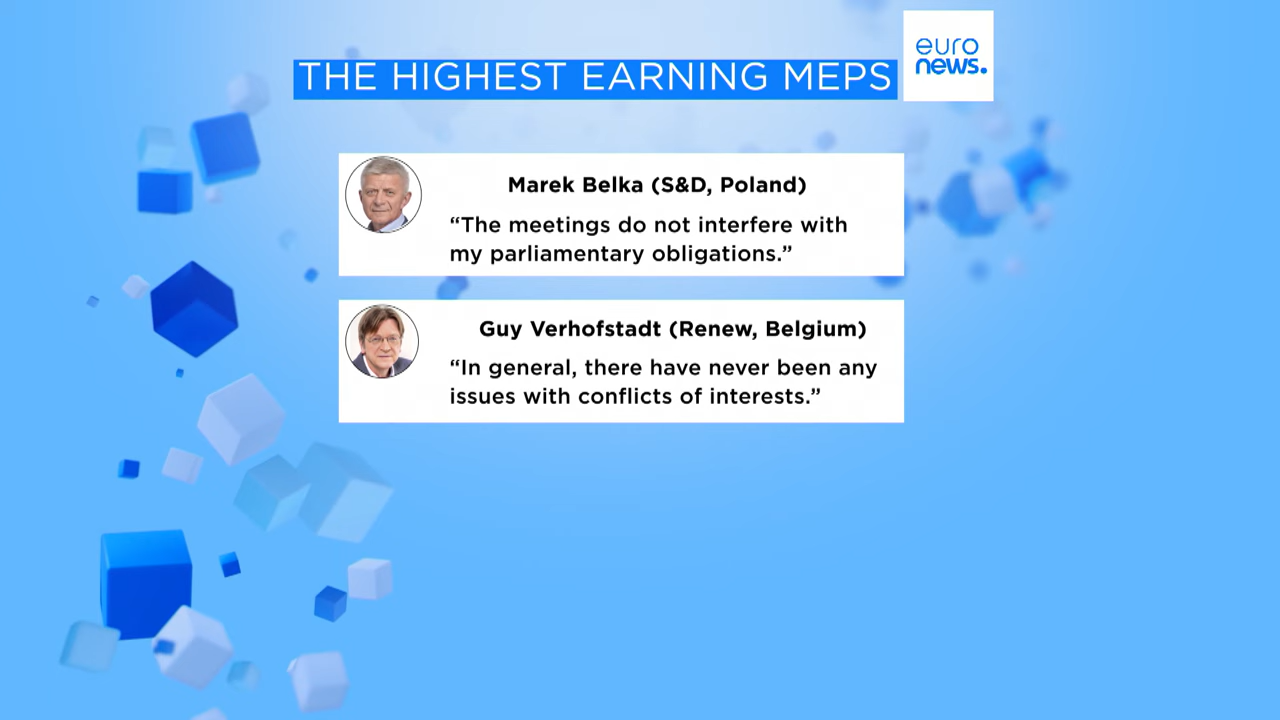 THE HIGHEST EARNING MEPS
euro
news.
Marek Belka (S&D, Poland)
“The meetings do not interfere with
my parliamentary obligations.”
Guy Verhofstadt (Renew, Belgium)
“In general, there have never been any
issues with conflicts of interests.”